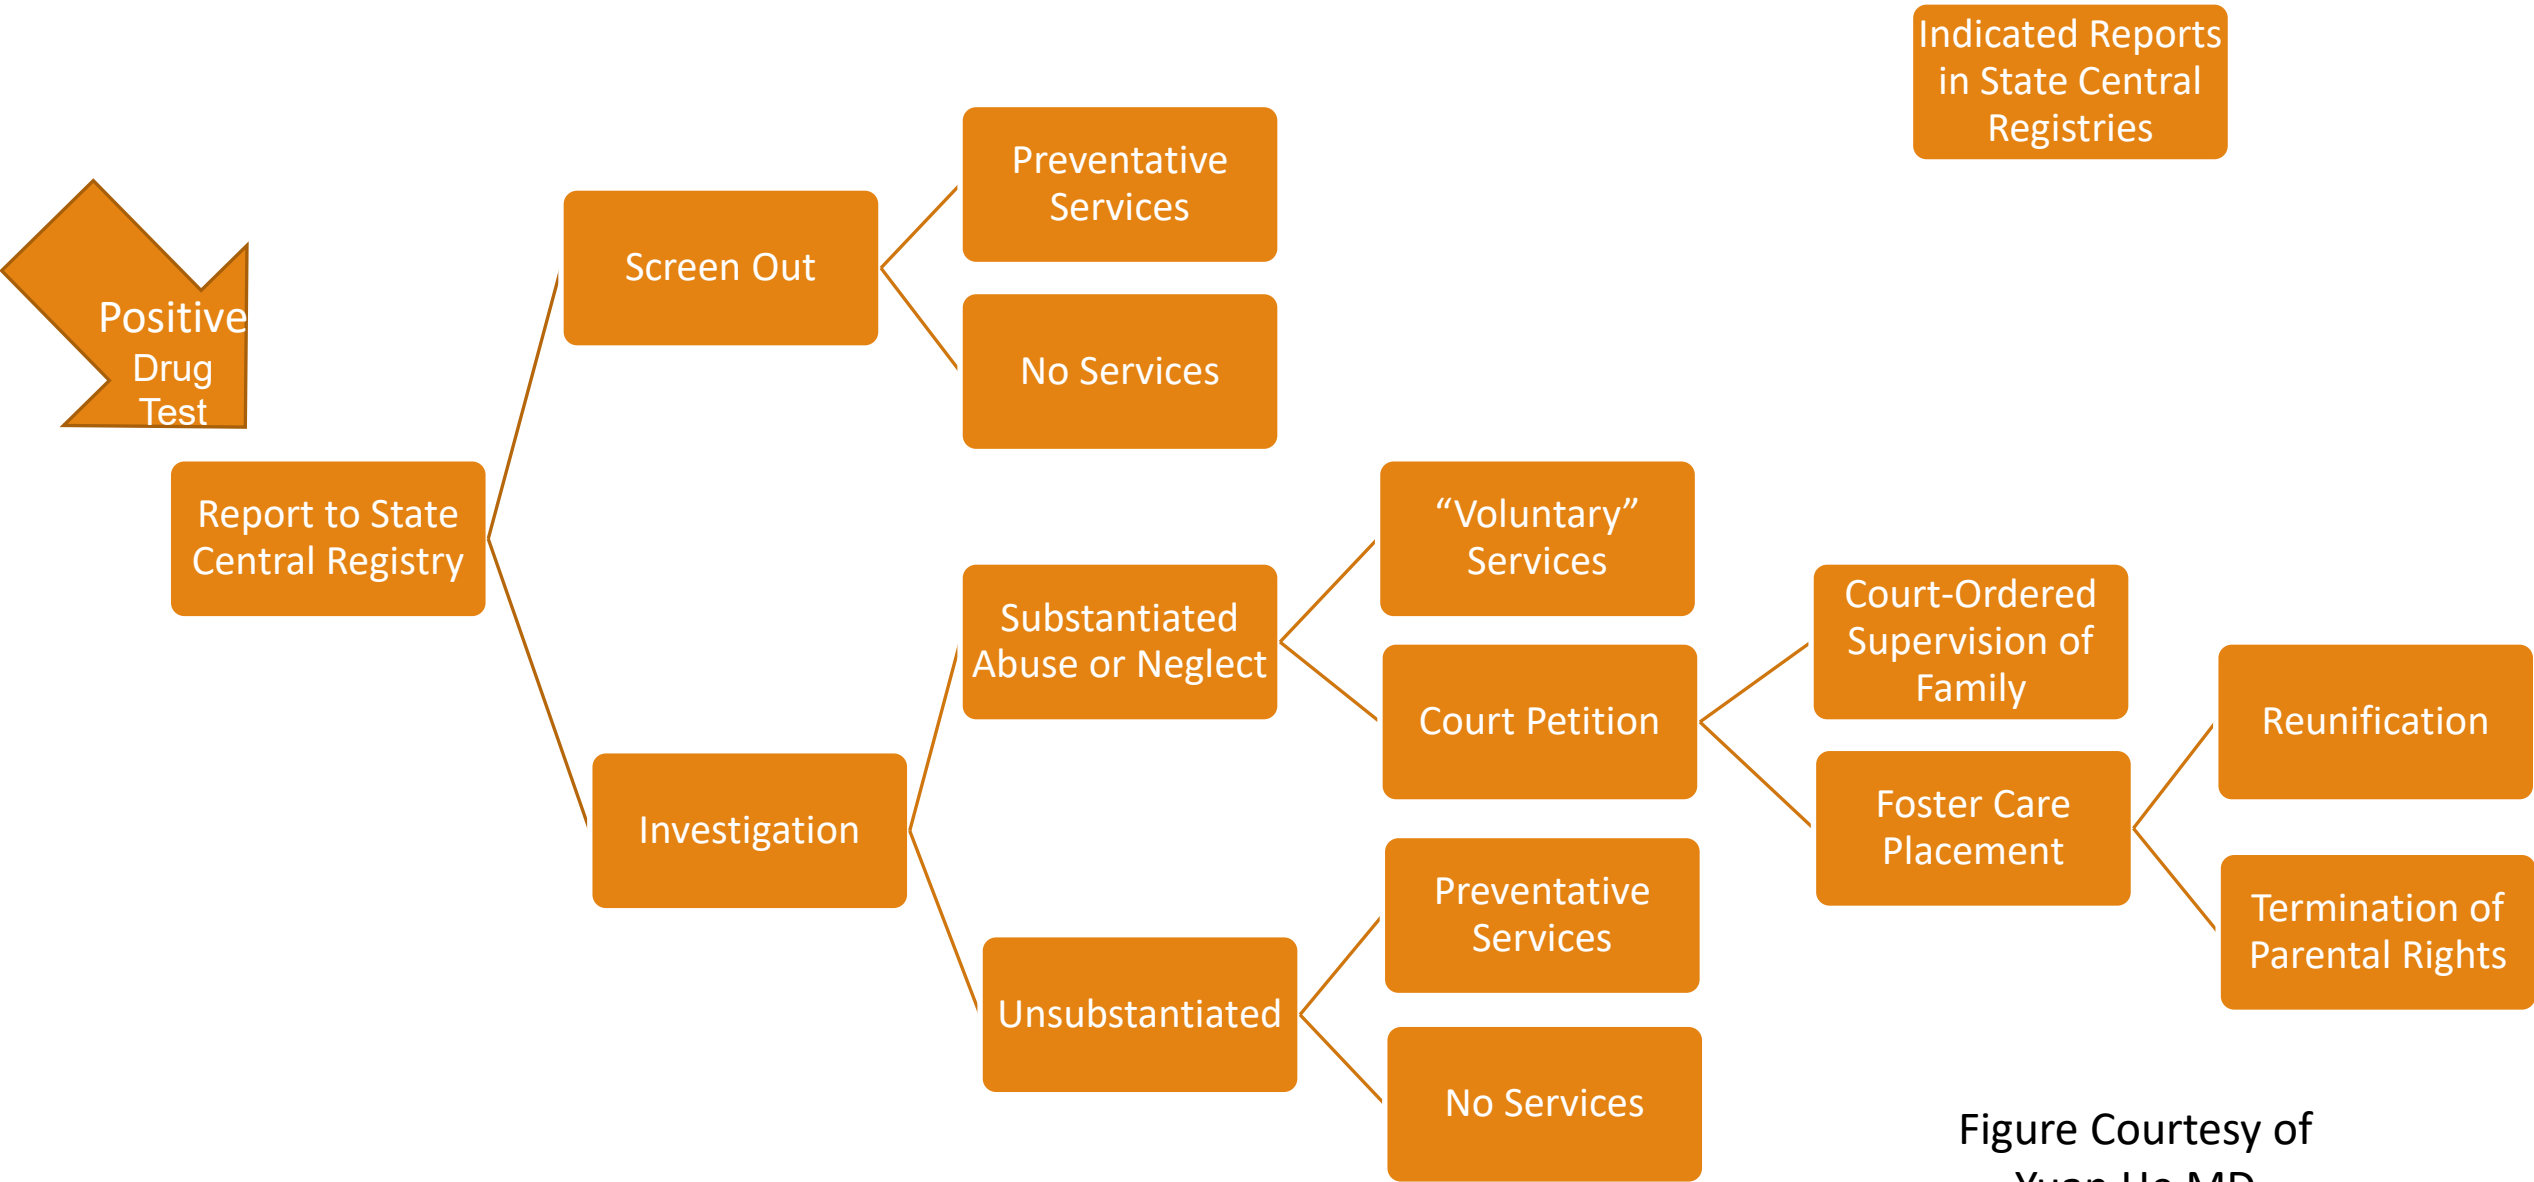 Indicated Reports
in State Central
Registries
Preventative
Services
Screen Out
No Services
Positive
Drug
Test
Report to State
Central Registry
“Voluntary”
Services
Substantiated
Abuse or Neglect
Court-Ordered
Supervision of
Family
Court Petition
Reunification
Investigation
Foster Care
Placement
Preventative
Services
Termination of
Parental Rights
Unsubstantiated
No Services
Figure Courtesy of